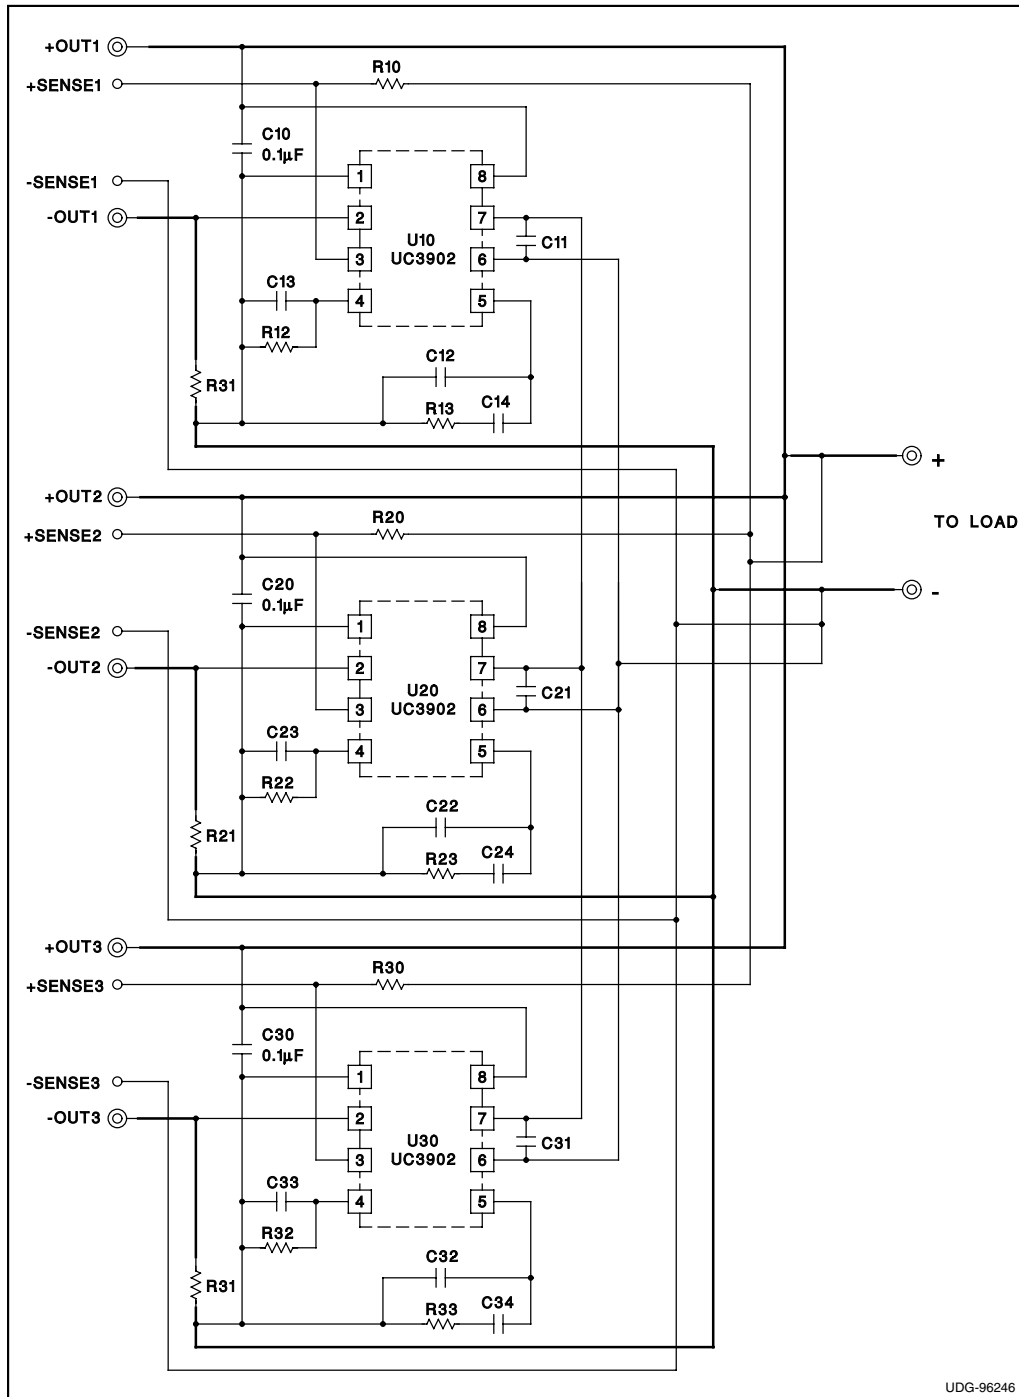 +OUT1
+SENSE1
R10
C10
0.1µF
-SENSE1
-OUT1
1
8
2
7
U10
UC3902
C11
3
6
C13
4
5
R12
C12
R31
R13
C14
+
+OUT2
TO LOAD
+SENSE2
R20
C20
0.1µF
-
-SENSE2
-OUT2
1
8
2
7
U20
UC3902
C21
3
6
C23
4
5
R22
C22
R21
R23
C24
+OUT3
+SENSE3
R30
C30
0.1µF
-SENSE3
-OUT3
1
8
2
7
U30
UC3902
C31
3
6
C33
4
5
R32
C32
R31
R33
C34
UDG-96246